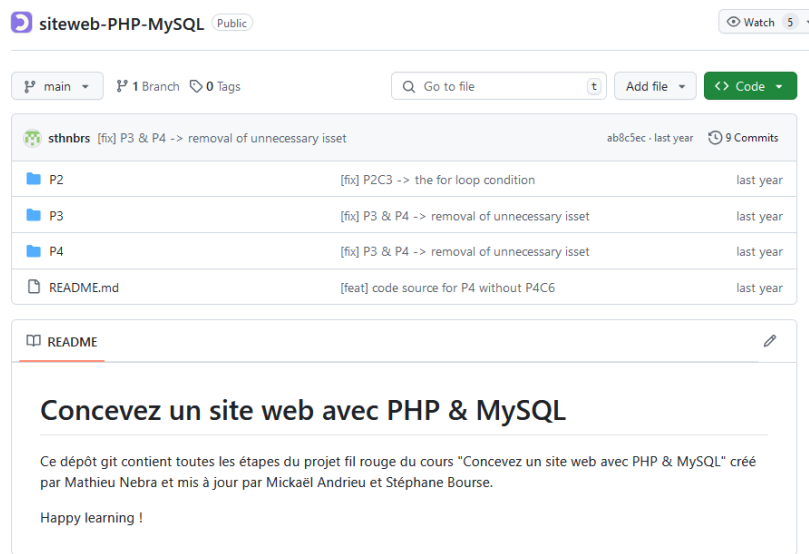 siteweb-PHP-MySQL Public Watch 5
main 1 Branch 0 Tags Go to file t Add file Code
sthnbrs [fix] P3 & P4 -> removal of unnecessary isset ab8c5ec · last year 9 Commits
P2 [fix] P2C3 -> the for loop condition last year
P3 [fix] P3 & P4 -> removal of unnecessary isset last year
P4 [fix] P3 & P4 -> removal of unnecessary isset last year
README.md [feat] code source for P4 without P4C6 last year
README
Concevez un site web avec PHP & MySQL
Ce dépôt git contient toutes les étapes du projet fil rouge du cours "Concevez un site web avec PHP & MySQL" créé
par Mathieu Nebra et mis à jour par Mickaël Andrieu et Stéphane Bourse.
Happy learning !